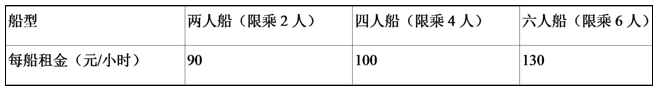 船型 两人船（限乘 2 人） 四人船（限乘 4 人） 六人船（限乘 6 人）
每船租金（元/小时） 90 100 130